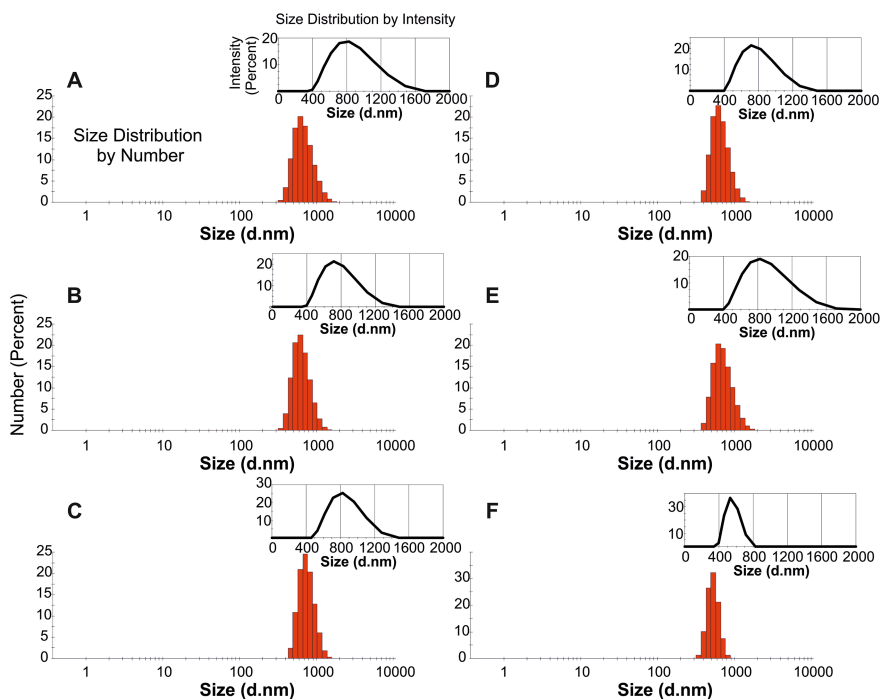 Size Distribution by Intensity
A
Intensity
(Percent)
20
10
0 400 800 1200 1600 2000
Size (d.nm)
Size Distribution
by Number
25
20
15
10
5
0
1 10 100 1000 10000
Size (d.nm)
D
20
10
0 400 800 1200 1600 2000
Size (d.nm)
25
20
15
10
5
0
1 10 100 1000 10000
Size (d.nm)
B
20
10
0 400 800 1200 1600 2000
Size (d.nm)
Number (Percent)
25
20
15
10
5
0
1 10 100 1000 10000
Size (d.nm)
E
20
10
0 400 800 1200 1600 2000
Size (d.nm)
25
20
15
10
5
0
1 10 100 1000 10000
Size (d.nm)
C
20
10
0 400 800 1200 1600 2000
Size (d.nm)
25
20
15
10
5
0
1 10 100 1000 10000
Size (d.nm)
F
30
10
0 400 800 1200 1600 2000
Size (d.nm)
30
20
10
0
1 10 100 1000 10000
Size (d.nm)